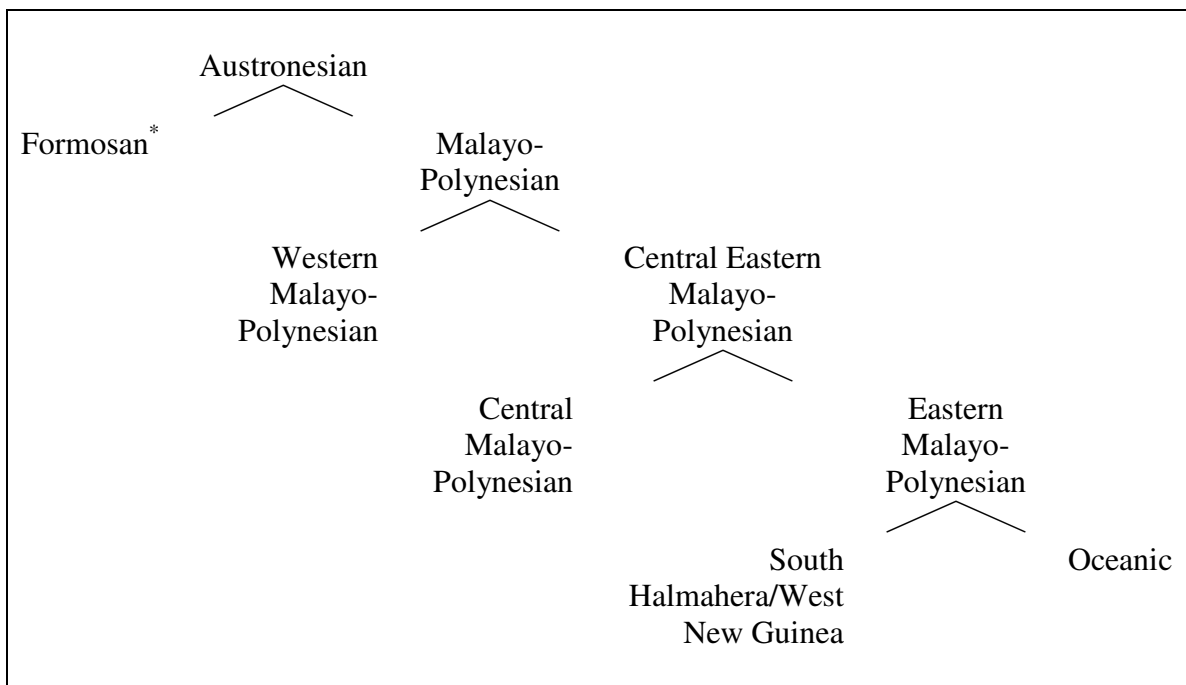 Austronesian
Formosan*
Malayo-
Polynesian
Western
Malayo-
Polynesian
Central Eastern
Malayo-
Polynesian
Central
Malayo-
Polynesian
Eastern
Malayo-
Polynesian
South
Halmahera/West
New Guinea
Oceanic